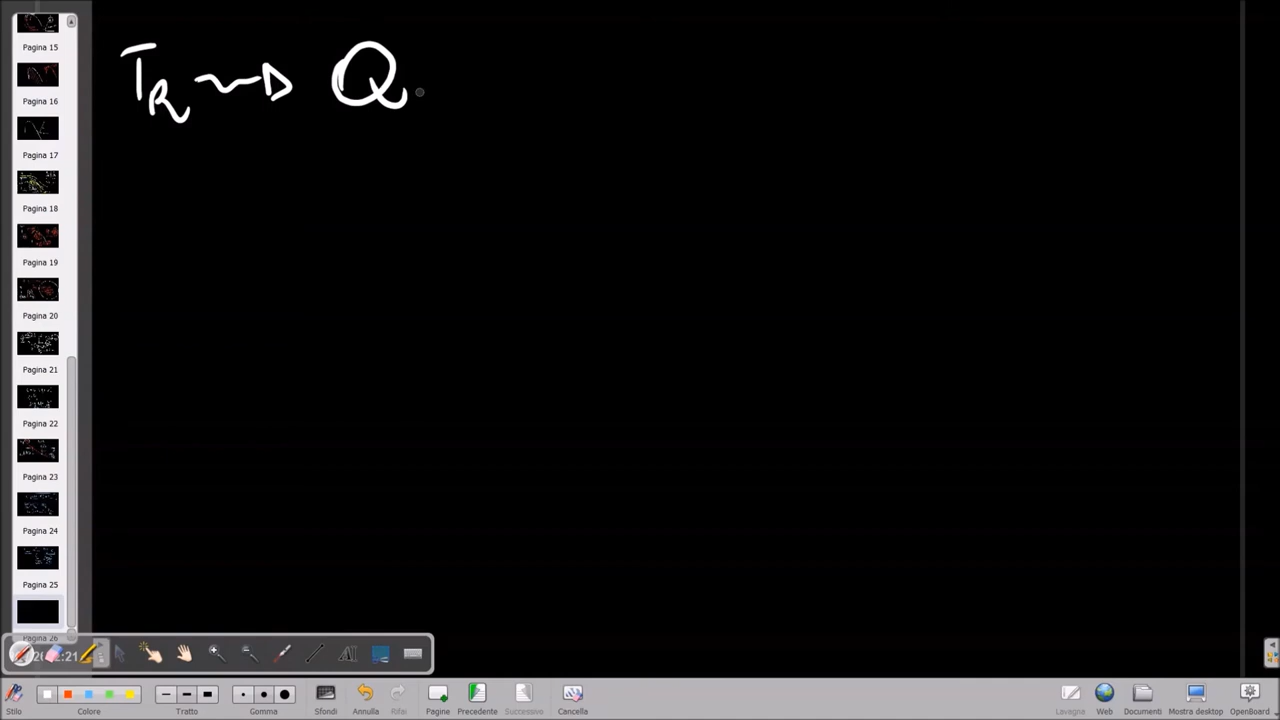 T_R ⇝ Q
Pagina 15
Pagina 16
Pagina 17
Pagina 18
Pagina 19
Pagina 20
Pagina 21
Pagina 22
Pagina 23
Pagina 24
Pagina 25
Pagina 26
Stilo
Colore
Tratto
Gomma
Sfondi
Annulla
Rifai
Pagine
Precedente
Successivo
Cancella
Lavagna
Web
Documenti
Mostra desktop
OpenBoard